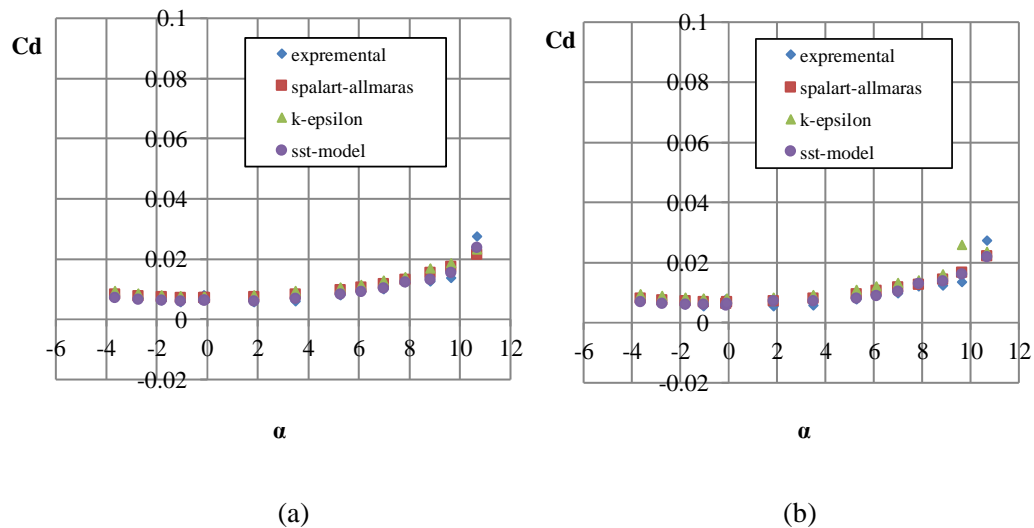 0.1
Cd
expremental
0.08
spalart-allmaras
0.06
k-epsilon
sst-model
0.04
0.02
0
-6 -4 -2 0 2 4 6 8 10 12
-0.02
α
(a)
0.1
Cd
expremental
0.08
spalart-allmaras
0.06
k-epsilon
sst-model
0.04
0.02
0
-6 -4 -2 0 2 4 6 8 10 12
-0.02
α
(b)